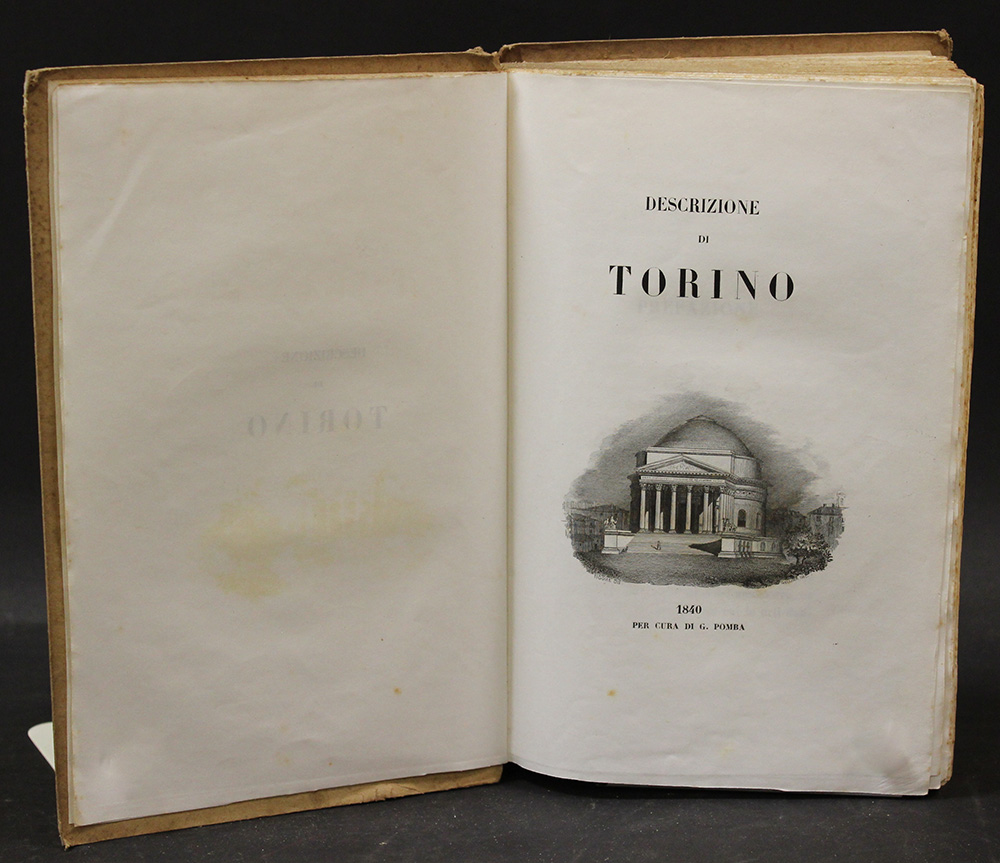 DESCRIZIONE
DI
TORINO
1840
PER CURA DI G. POMBA